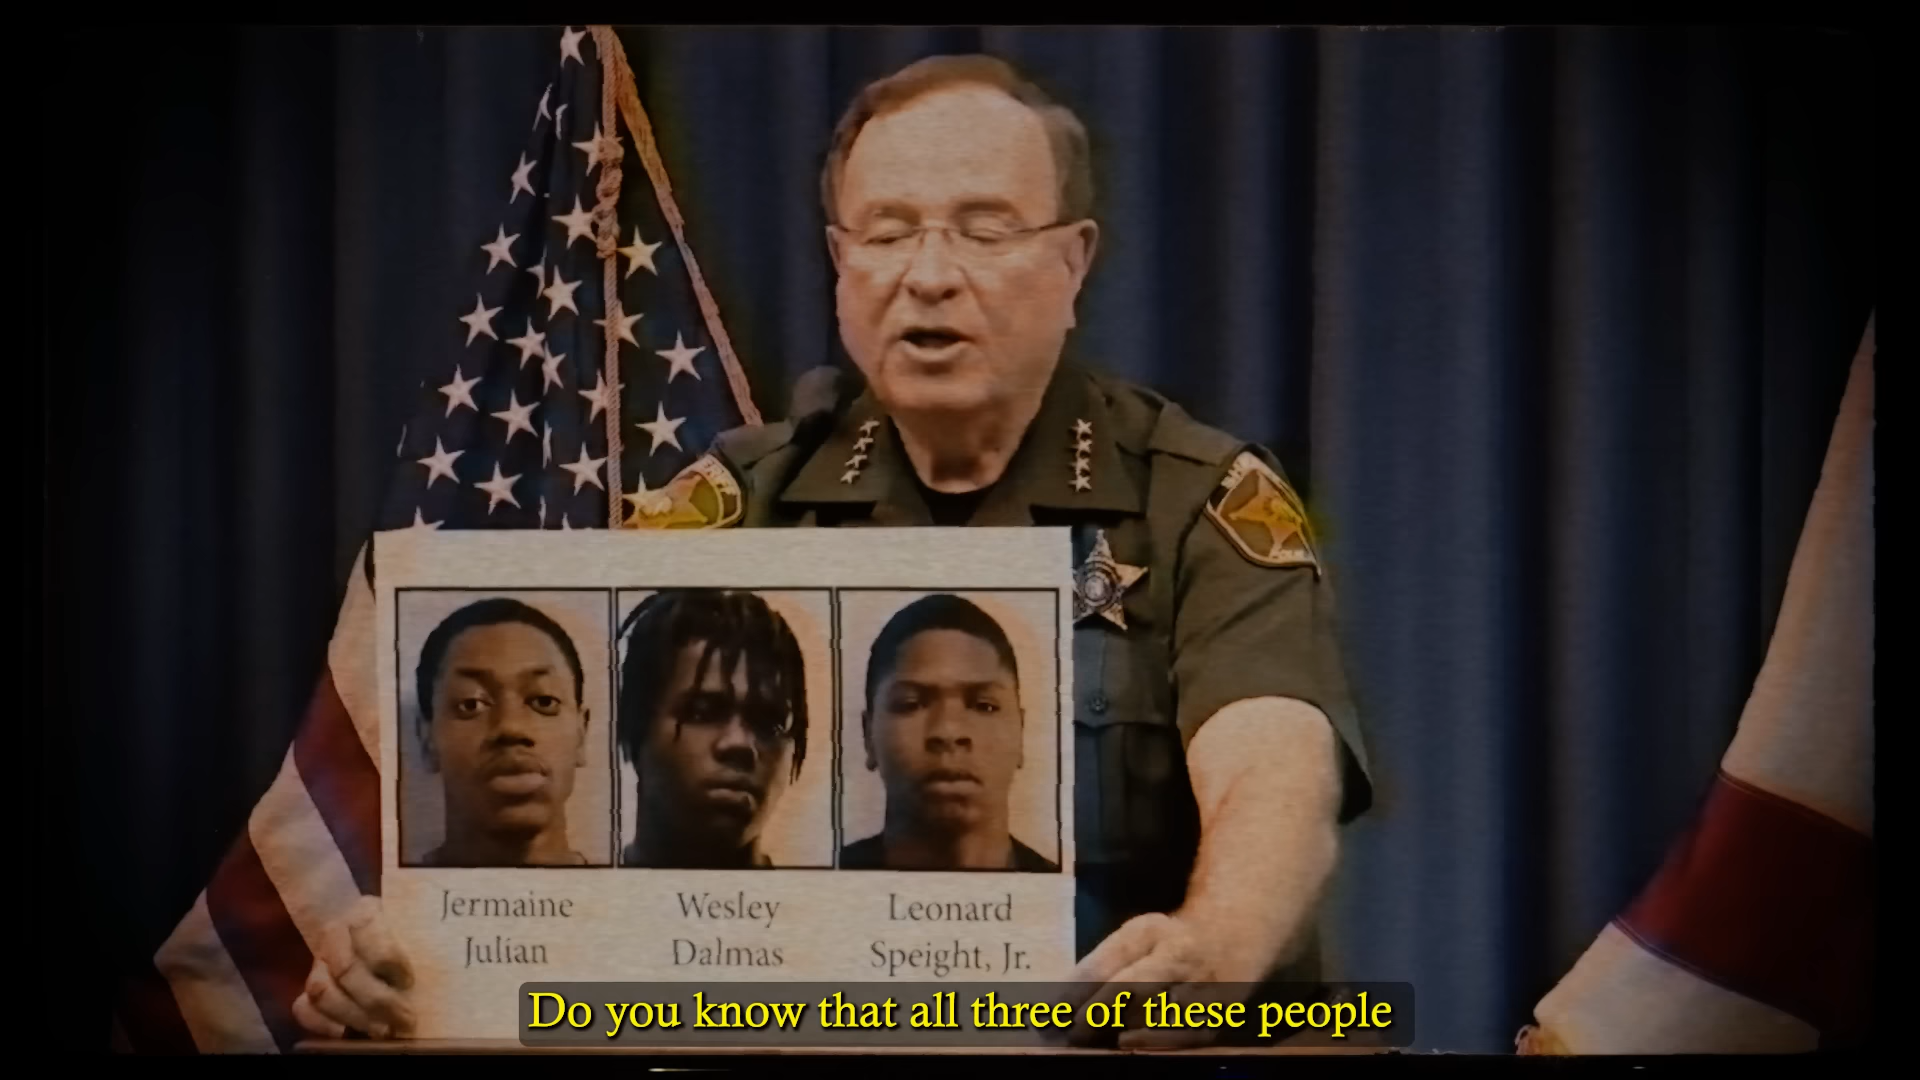 Jermaine
Julian
Wesley
Dalmas
Leonard
Speight, Jr.
Do you know that all three of these people